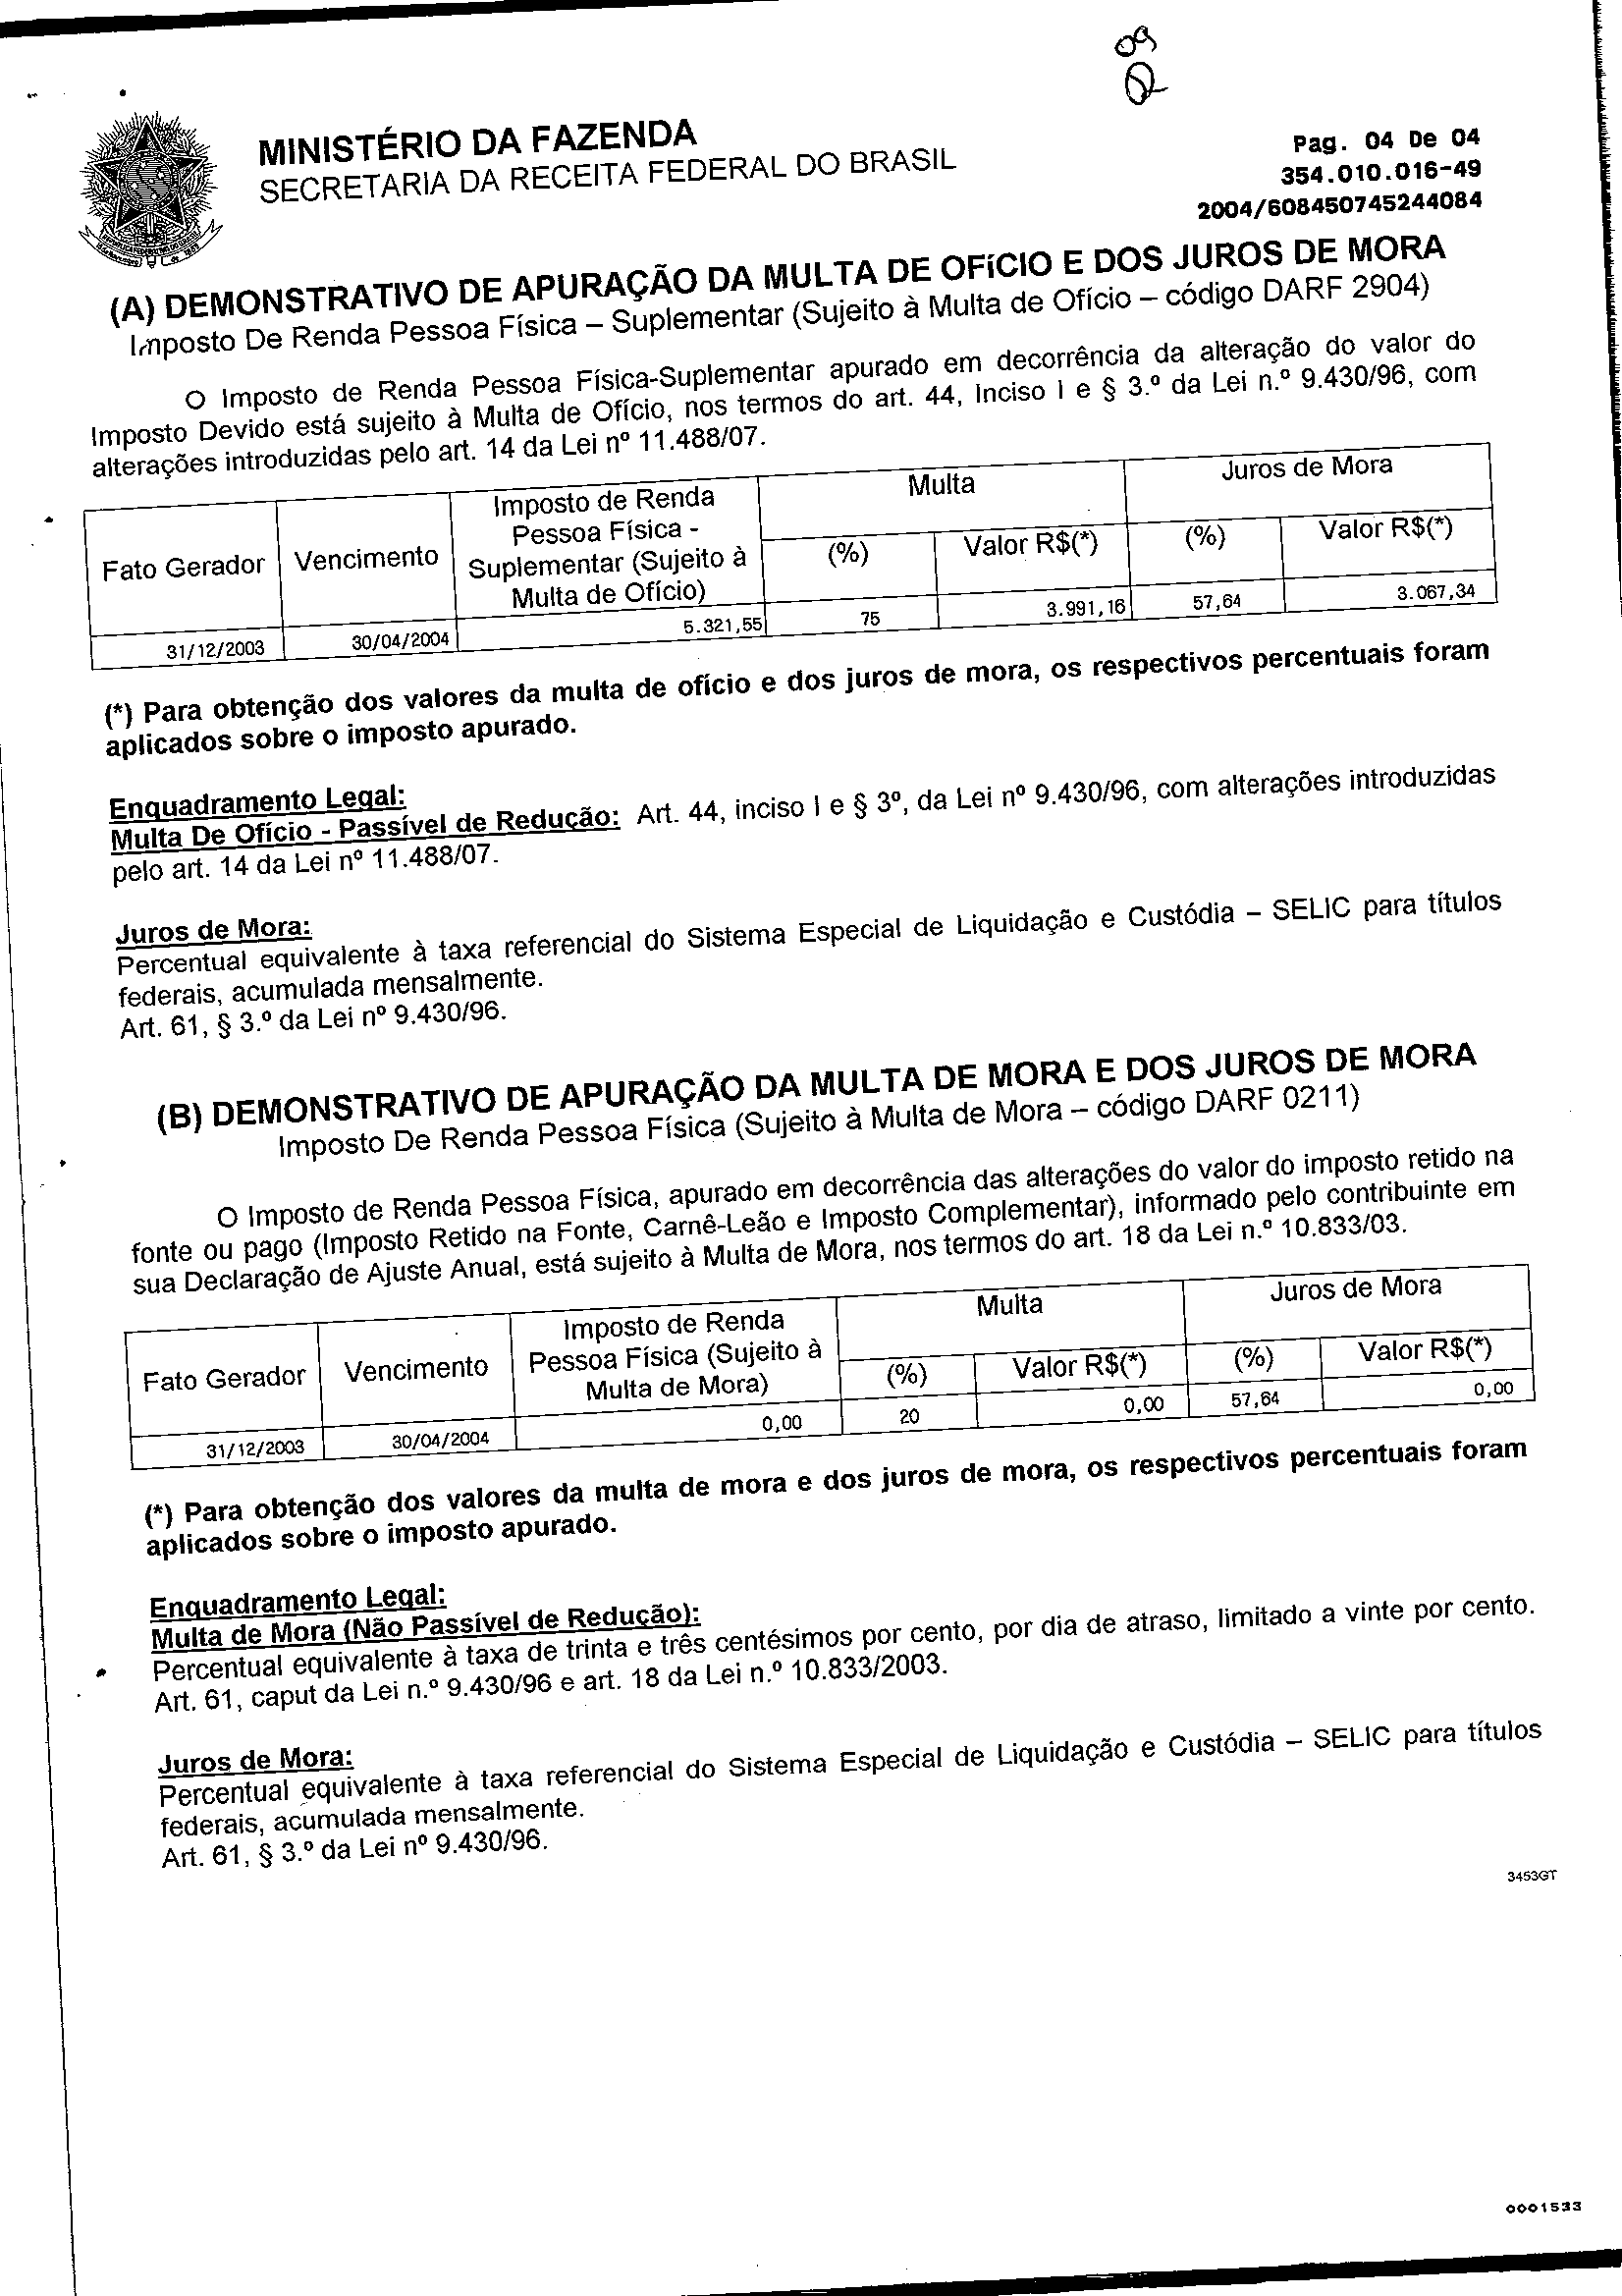 09
MINISTÉRIO DA FAZENDA
SECRETARIA DA RECEITA FEDERAL DO BRASIL
Pag. 04 De 04
354.010.016-49
2004/608450745244084
(A) DEMONSTRATIVO DE APURAÇÃO DA MULTA DE OFíCIO E DOS JUROS DE MORA
Imposto De Renda Pessoa Física – Suplementar (Sujeito à Multa de Ofício – código DARF 2904)
O Imposto de Renda Pessoa Física-Suplementar apurado em decorrência da alteração do valor do
Imposto Devido está sujeito à Multa de Ofício, nos termos do art. 44, Inciso I e § 3.º da Lei n.º 9.430/96, com
alterações introduzidas pelo art. 14 da Lei nº 11.488/07.
Fato Gerador Vencimento Imposto de Renda Multa Juros de Mora
Pessoa Física -
Suplementar (Sujeito à (%) Valor R$(*) (%) Valor R$(*)
Multa de Ofício)
31/12/2003 30/04/2004 5.321,55 75 3.991,16 57,64 3.067,34
(*) Para obtenção dos valores da multa de ofício e dos juros de mora, os respectivos percentuais foram
aplicados sobre o imposto apurado.
Enquadramento Legal:
Multa De Ofício - Passível de Redução: Art. 44, inciso I e § 3º, da Lei nº 9.430/96, com alterações introduzidas
pelo art. 14 da Lei nº 11.488/07.
Juros de Mora:
Percentual equivalente à taxa referencial do Sistema Especial de Liquidação e Custódia – SELIC para títulos
federais, acumulada mensalmente.
Art. 61, § 3.º da Lei nº 9.430/96.
(B) DEMONSTRATIVO DE APURAÇÃO DA MULTA DE MORA E DOS JUROS DE MORA
Imposto De Renda Pessoa Física (Sujeito à Multa de Mora – código DARF 0211)
O Imposto de Renda Pessoa Física, apurado em decorrência das alterações do valor do imposto retido na
fonte ou pago (Imposto Retido na Fonte, Carnê-Leão e Imposto Complementar), informado pelo contribuinte em
sua Declaração de Ajuste Anual, está sujeito à Multa de Mora, nos termos do art. 18 da Lei n.º 10.833/03.
Fato Gerador Vencimento Imposto de Renda Multa Juros de Mora
Pessoa Física (Sujeito à
Multa de Mora) (%) Valor R$(*) (%) Valor R$(*)
31/12/2003 30/04/2004 0,00 20 0,00 57,64 0,00
(*) Para obtenção dos valores da multa de mora e dos juros de mora, os respectivos percentuais foram
aplicados sobre o imposto apurado.
Enquadramento Legal:
Multa de Mora (Não Passível de Redução):
Percentual equivalente à taxa de trinta e três centésimos por cento, por dia de atraso, limitado a vinte por cento.
Art. 61, caput da Lei n.º 9.430/96 e art. 18 da Lei n.º 10.833/2003.
Juros de Mora:
Percentual equivalente à taxa referencial do Sistema Especial de Liquidação e Custódia – SELIC para títulos
federais, acumulada mensalmente.
Art. 61, § 3.º da Lei nº 9.430/96.
3453GT
0001533